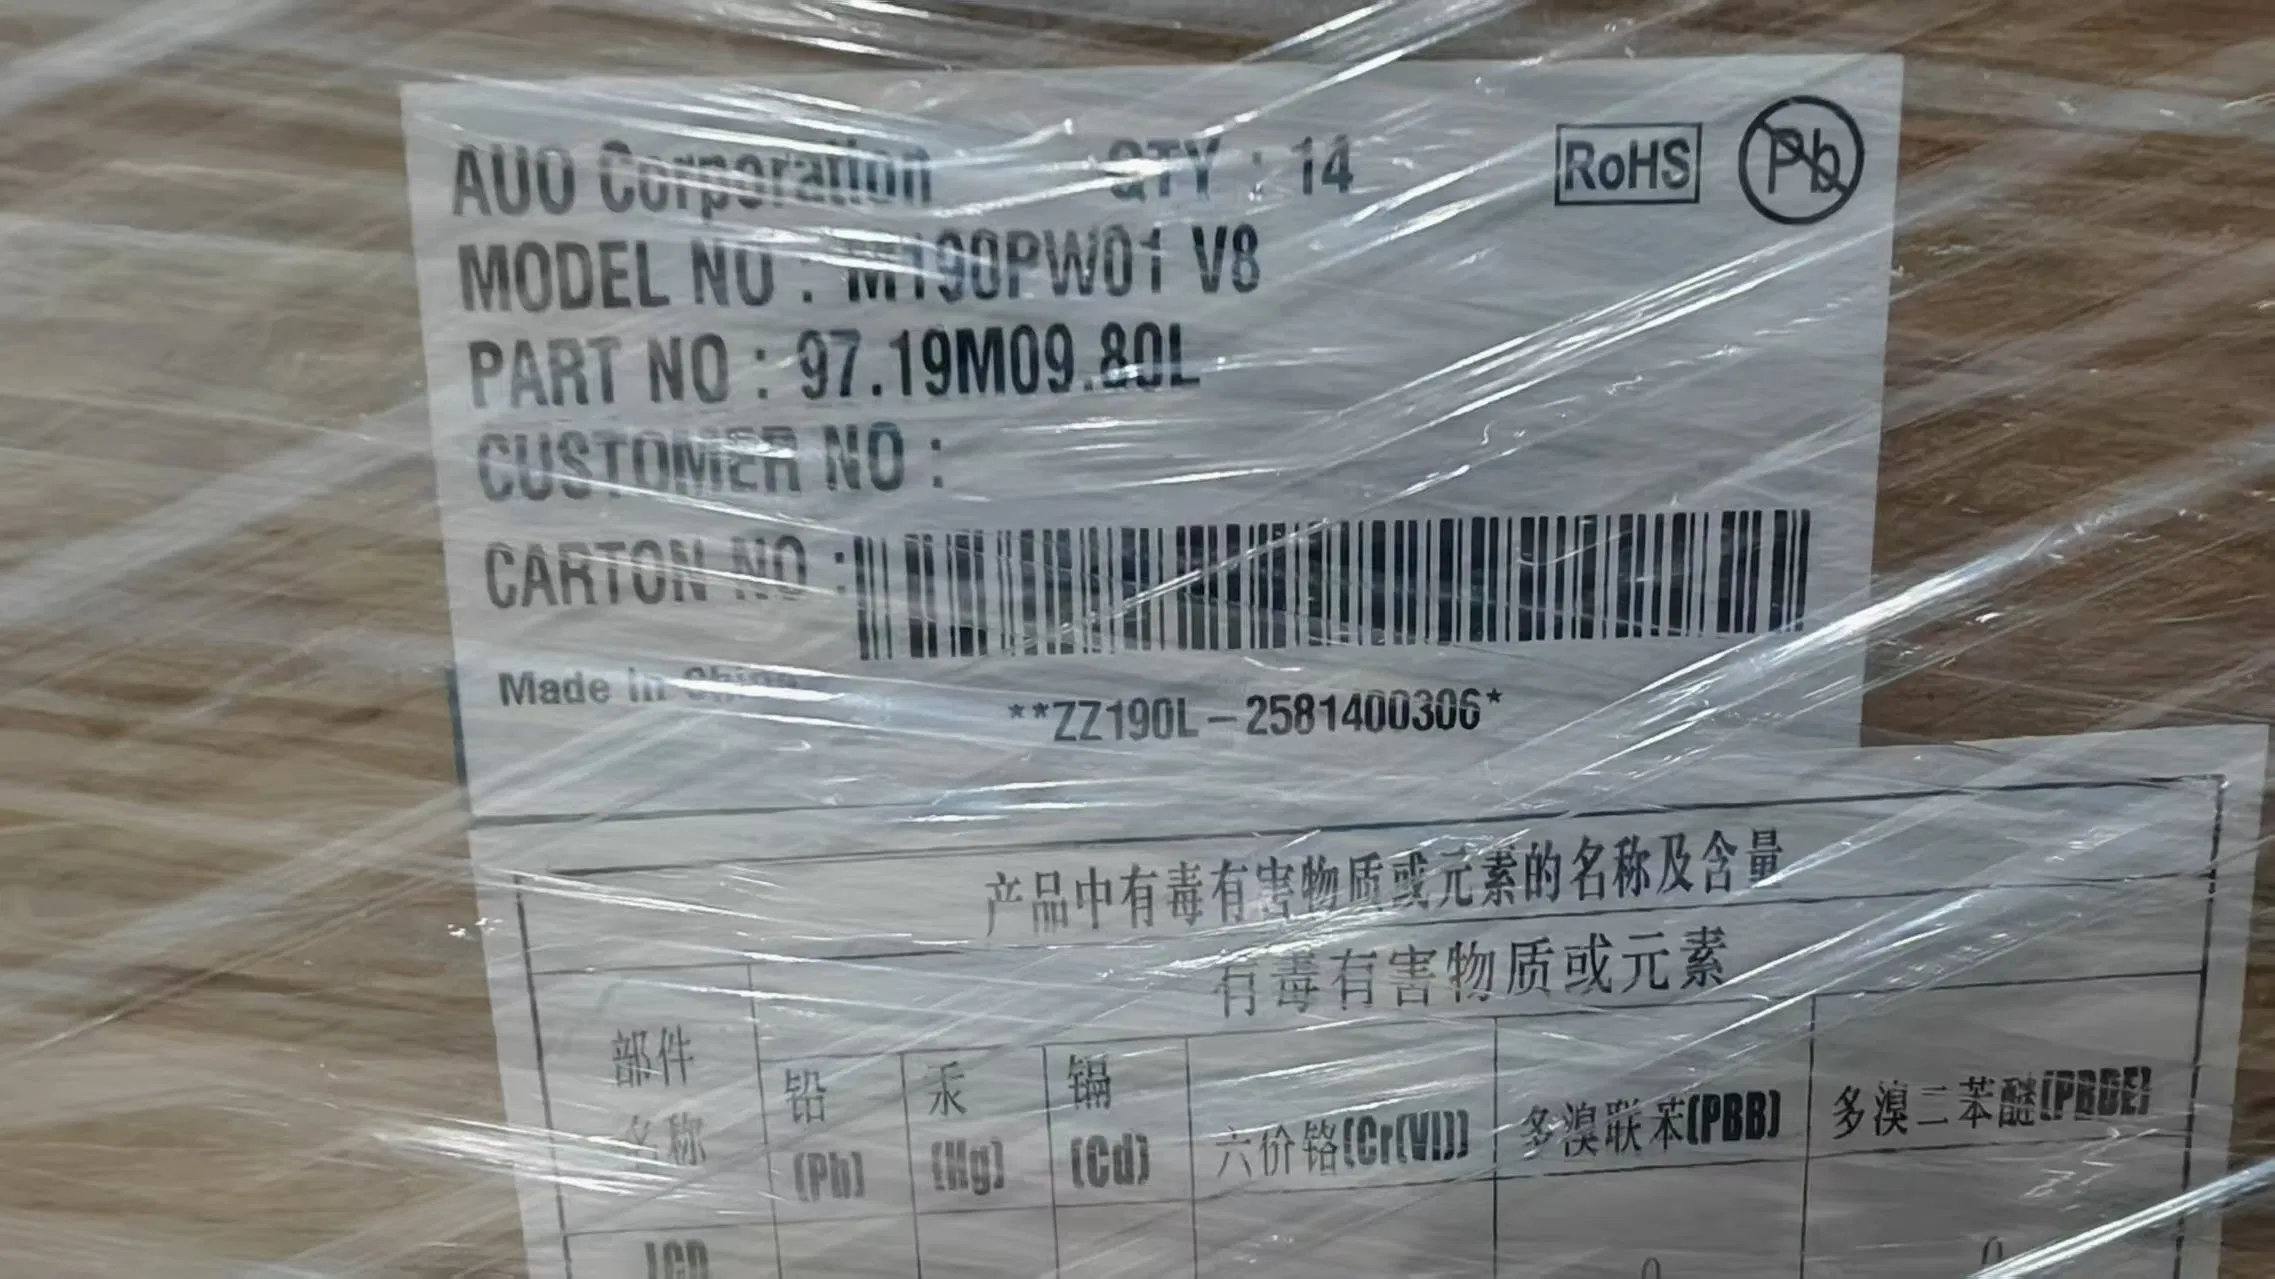 AUO Corporation QTY : 14 RoHS Pb
MODEL NO : M190PW01 V8
PART NO : 97.19M09.80L
CUSTOMER NO :
CARTON NO :
Made In China
**ZZ190L-2581400306*
产品中有毒有害物质或元素的名称及含量
有毒有害物质或元素
部件名称
铅(Pb)
汞(Hg)
镉(Cd)
六价铬(Cr(VI))
多溴联苯(PBB)
多溴二苯醚(PBDE)
LCD